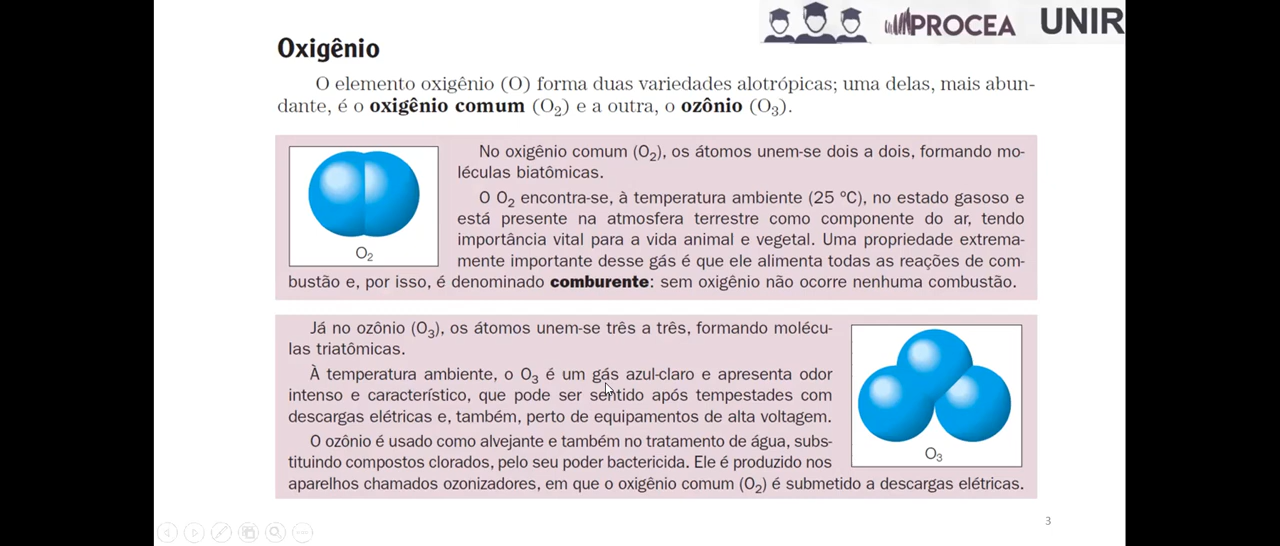 PROCEA UNIR
Oxigênio
O elemento oxigênio (O) forma duas variedades alotrópicas; uma delas, mais abun-
dante, é o oxigênio comum (O₂) e a outra, o ozônio (O₃).
No oxigênio comum (O₂), os átomos unem-se dois a dois, formando mo-
léculas biatômicas.
O O₂ encontra-se, à temperatura ambiente (25 ºC), no estado gasoso e
está presente na atmosfera terrestre como componente do ar, tendo
importância vital para a vida animal e vegetal. Uma propriedade extrema-
mente importante desse gás é que ele alimenta todas as reações de com-
bustão e, por isso, é denominado comburente: sem oxigênio não ocorre nenhuma combustão.
O₂
Já no ozônio (O₃), os átomos unem-se três a três, formando molécu-
las triatômicas.
À temperatura ambiente, o O₃ é um gás azul-claro e apresenta odor
intenso e característico, que pode ser sentido após tempestades com
descargas elétricas e, também, perto de equipamentos de alta voltagem.
O ozônio é usado como alvejante e também no tratamento de água, subs-
tituindo compostos clorados, pelo seu poder bactericida. Ele é produzido nos
aparelhos chamados ozonizadores, em que o oxigênio comum (O₂) é submetido a descargas elétricas.
O₃
3